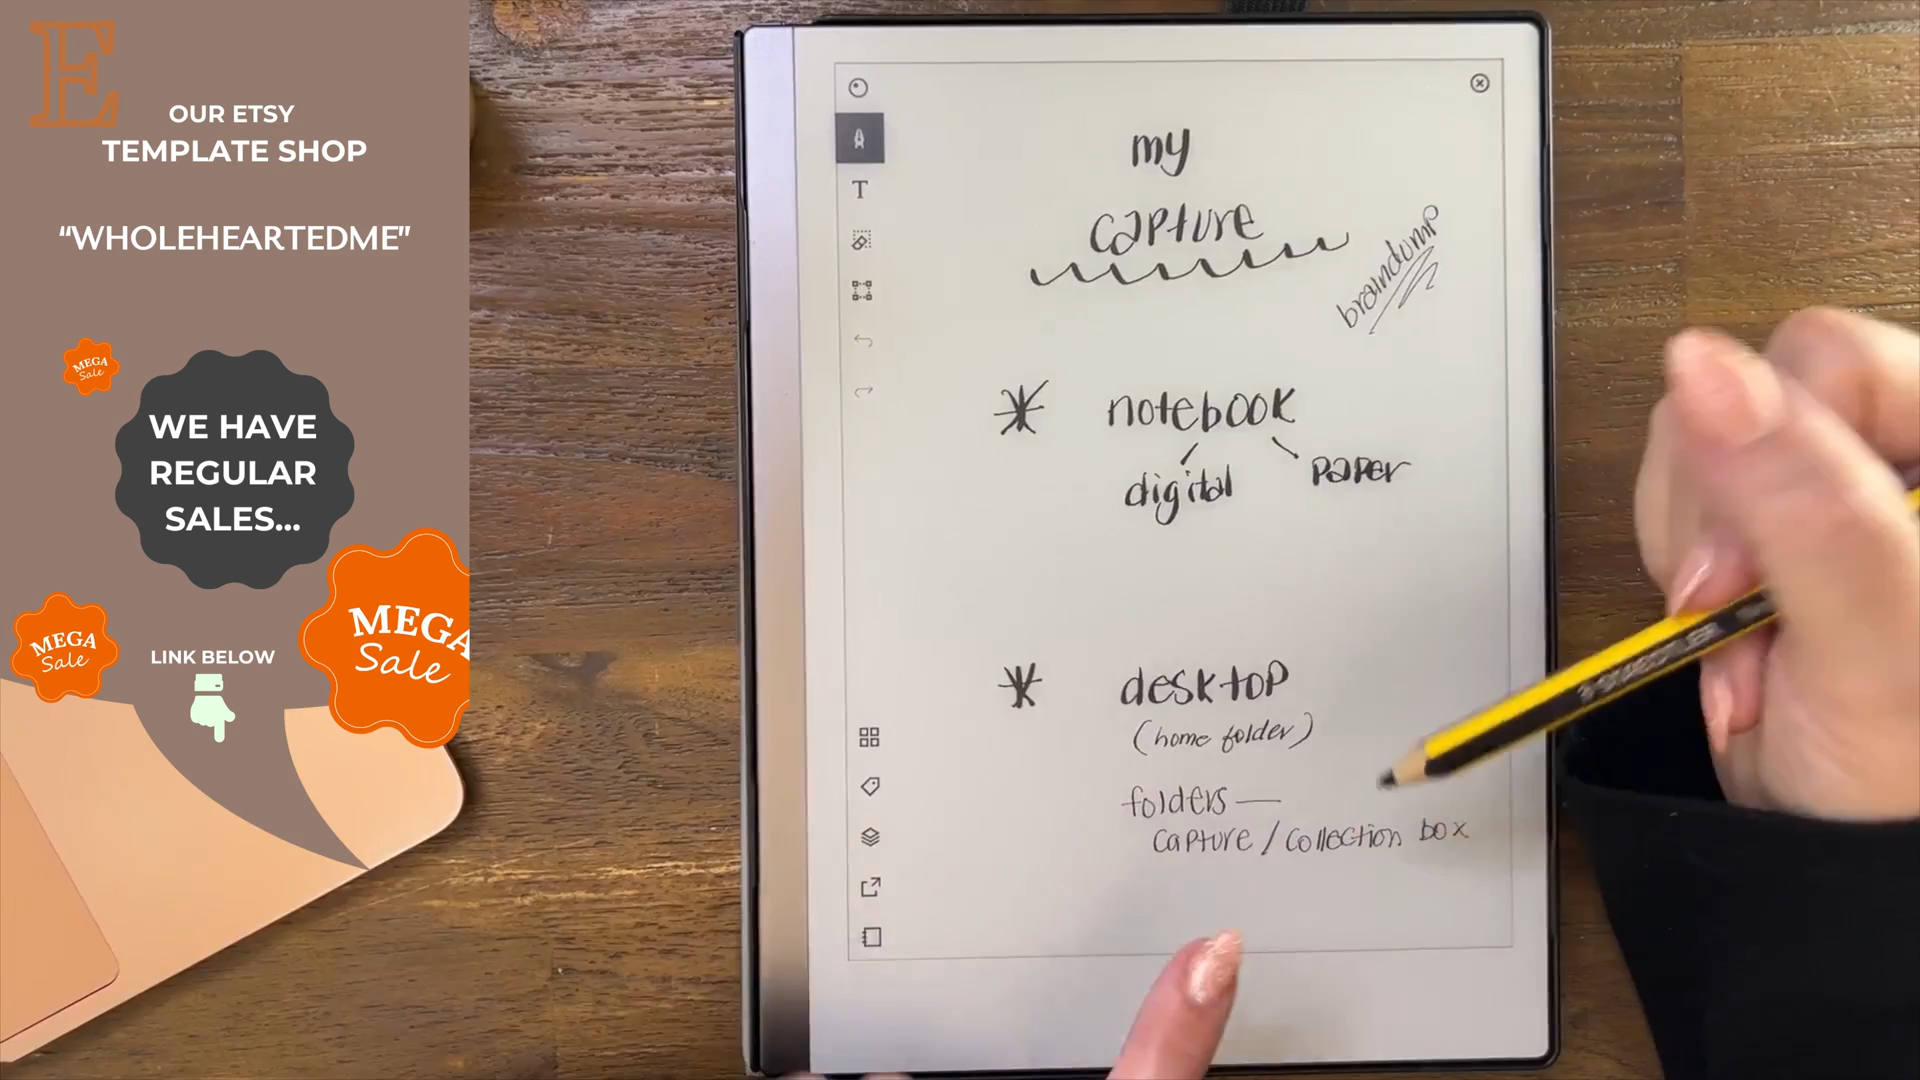 E
OUR ETSY
TEMPLATE SHOP
“WHOLEHEARTEDME”
MEGA
Sale
WE HAVE
REGULAR
SALES...
MEGA
Sale
MEGA
Sale
LINK BELOW
T
my
capture
braindump
notebook
digital
paper
desktop
(home folder)
folders —
capture / collection box